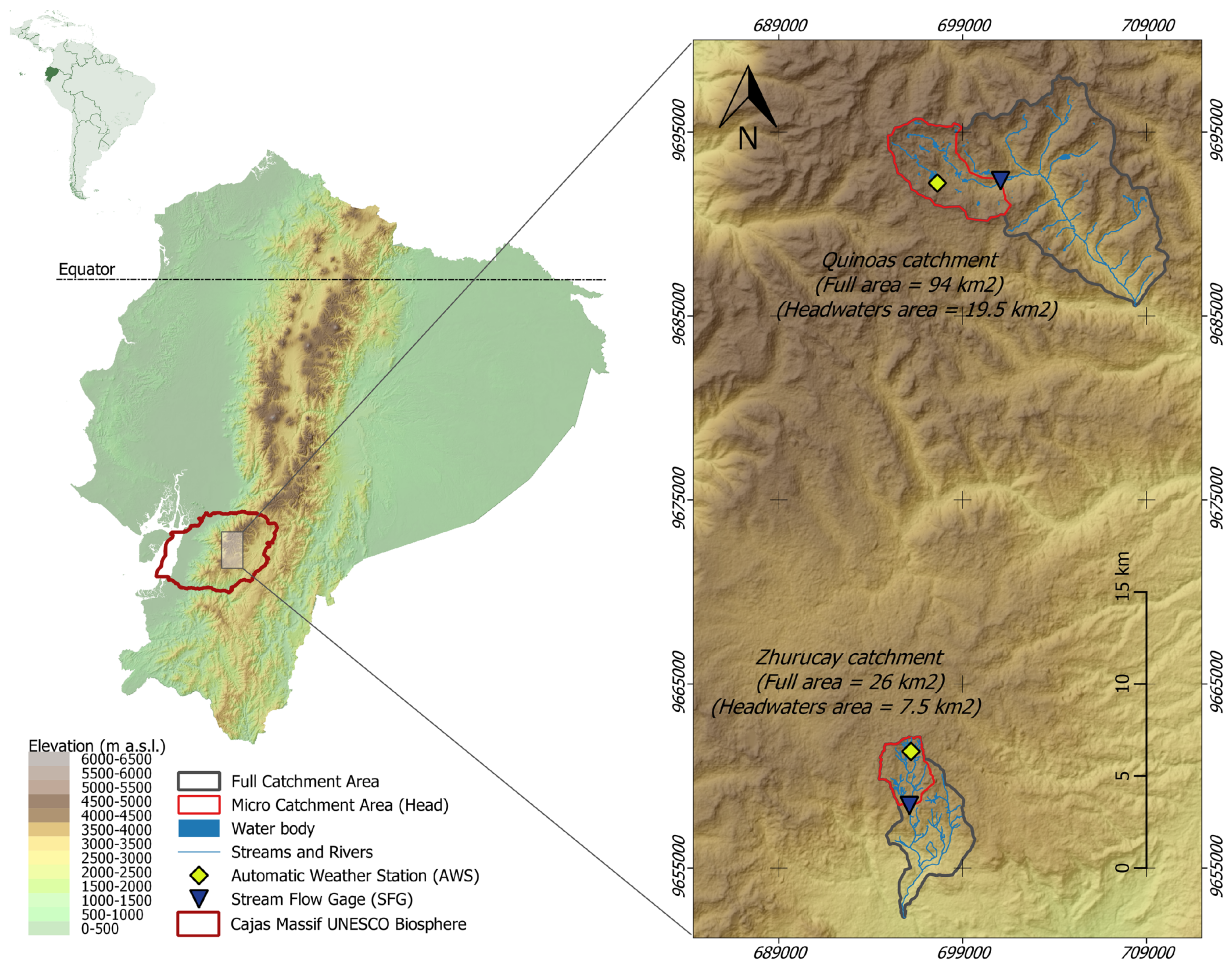 Equator
Elevation (m a.s.l.)
6000-6500
5500-6000
5000-5500
4500-5000
4000-4500
3500-4000
3000-3500
2500-3000
2000-2500
1500-2000
1000-1500
500-1000
0-500
Full Catchment Area
Micro Catchment Area (Head)
Water body
Streams and Rivers
Automatic Weather Station (AWS)
Stream Flow Gage (SFG)
Cajas Massif UNESCO Biosphere
689000
699000
709000
N
9695000
9695000
Quinoas catchment
(Full area = 94 km2)
(Headwaters area = 19.5 km2)
9685000
9685000
9675000
9675000
15 km
Zhurucay catchment
(Full area = 26 km2)
(Headwaters area = 7.5 km2)
9665000
9665000
10
5
0
9655000
9655000
689000
699000
709000